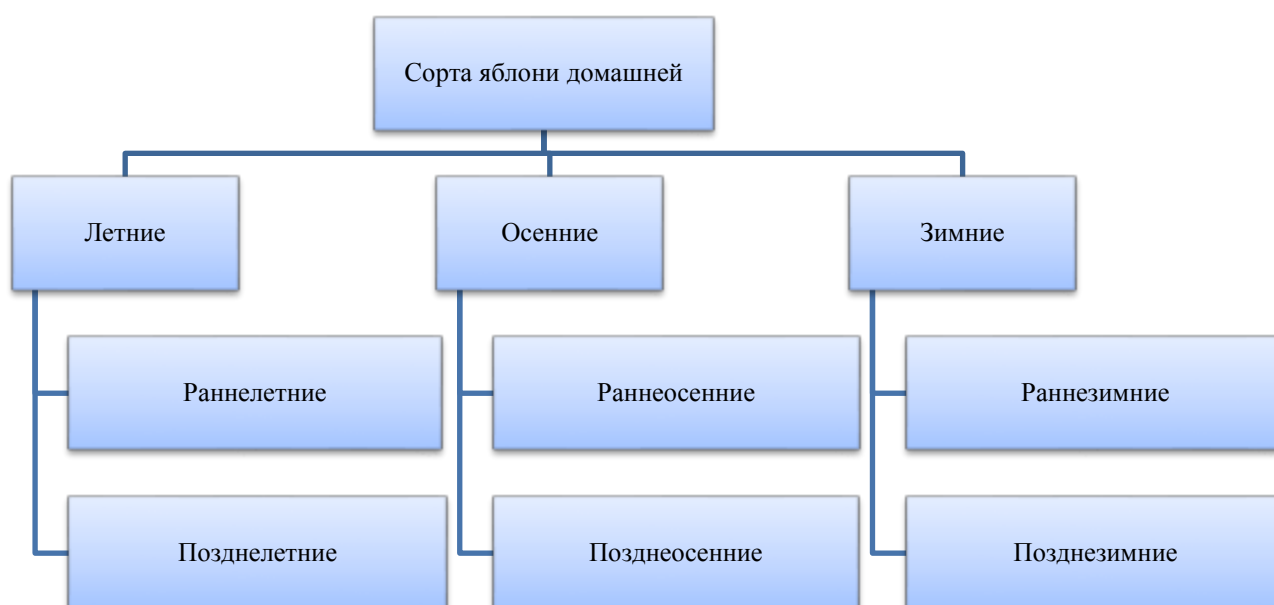 Сорта яблони домашней
Летние
Осенние
Зимние
Раннелетние
Раннеосенние
Раннезимние
Позднелетние
Позднеосенние
Позднезимние